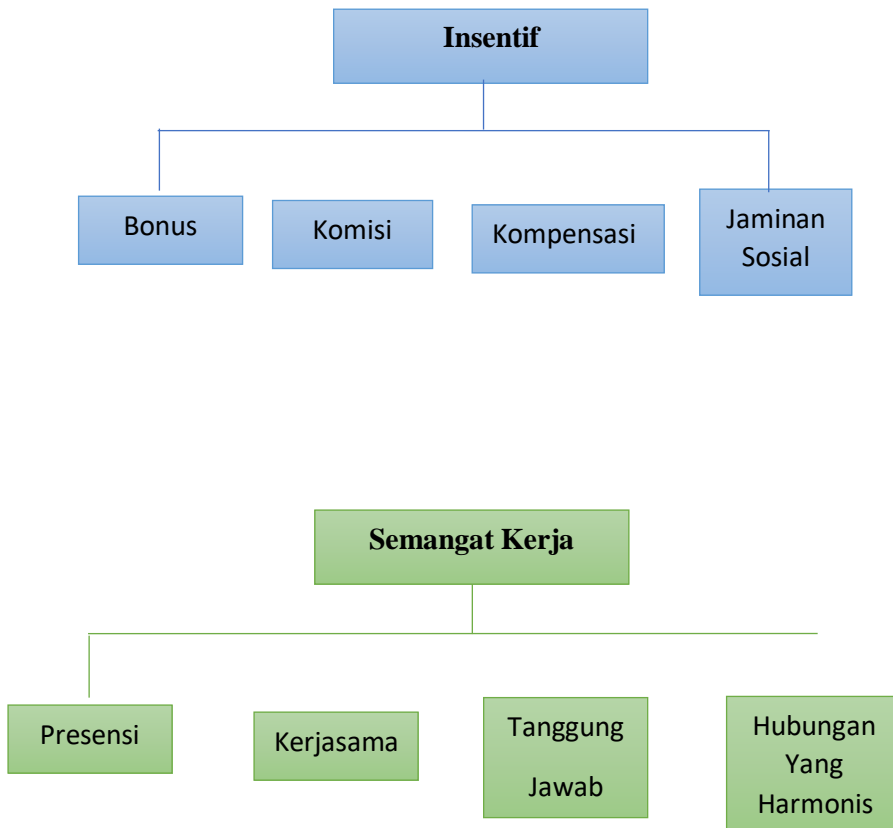 Insentif
Bonus
Komisi
Kompensasi
Jaminan
Sosial
Semangat Kerja
Presensi
Kerjasama
Tanggung
Jawab
Hubungan
Yang
Harmonis